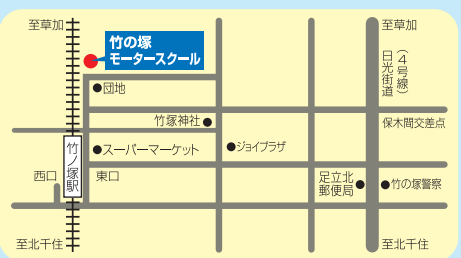 至草加
竹の塚
モータースクール
至草加
日光街道
(4号線)
団地
竹塚神社
保木間交差点
スーパーマーケット
ジョイプラザ
竹ノ塚駅
西口
東口
足立北
郵便局
竹の塚警察
至北千住
至北千住